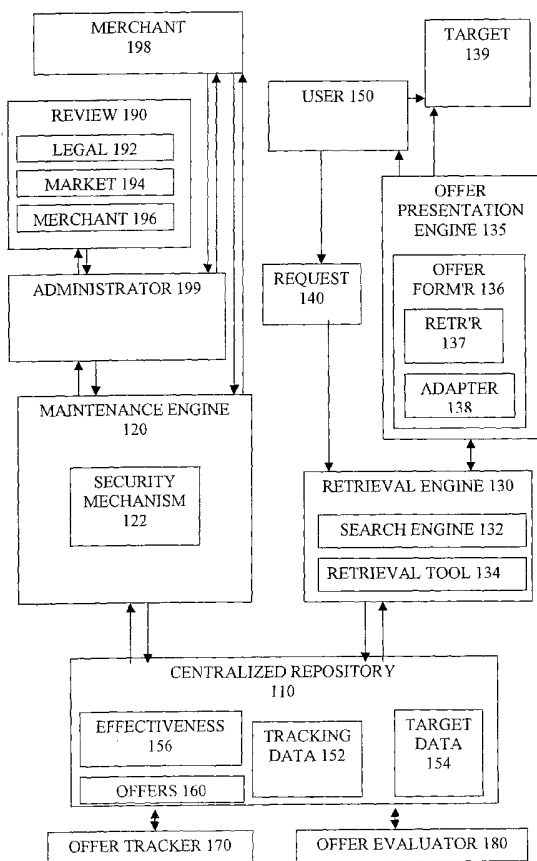 MERCHANT
198
REVIEW 190
LEGAL 192
MARKET 194
MERCHANT 196
ADMINISTRATOR 199
MAINTENANCE ENGINE
120
SECURITY
MECHANISM
122
TARGET
139
USER 150
OFFER
PRESENTATION
ENGINE 135
OFFER
FORM'R 136
RETR'R
137
ADAPTER
138
REQUEST
140
RETRIEVAL ENGINE 130
SEARCH ENGINE 132
RETRIEVAL TOOL 134
CENTRALIZED REPOSITORY
110
EFFECTIVENESS
156
OFFERS 160
TRACKING
DATA 152
TARGET
DATA
154
OFFER TRACKER 170
OFFER EVALUATOR 180